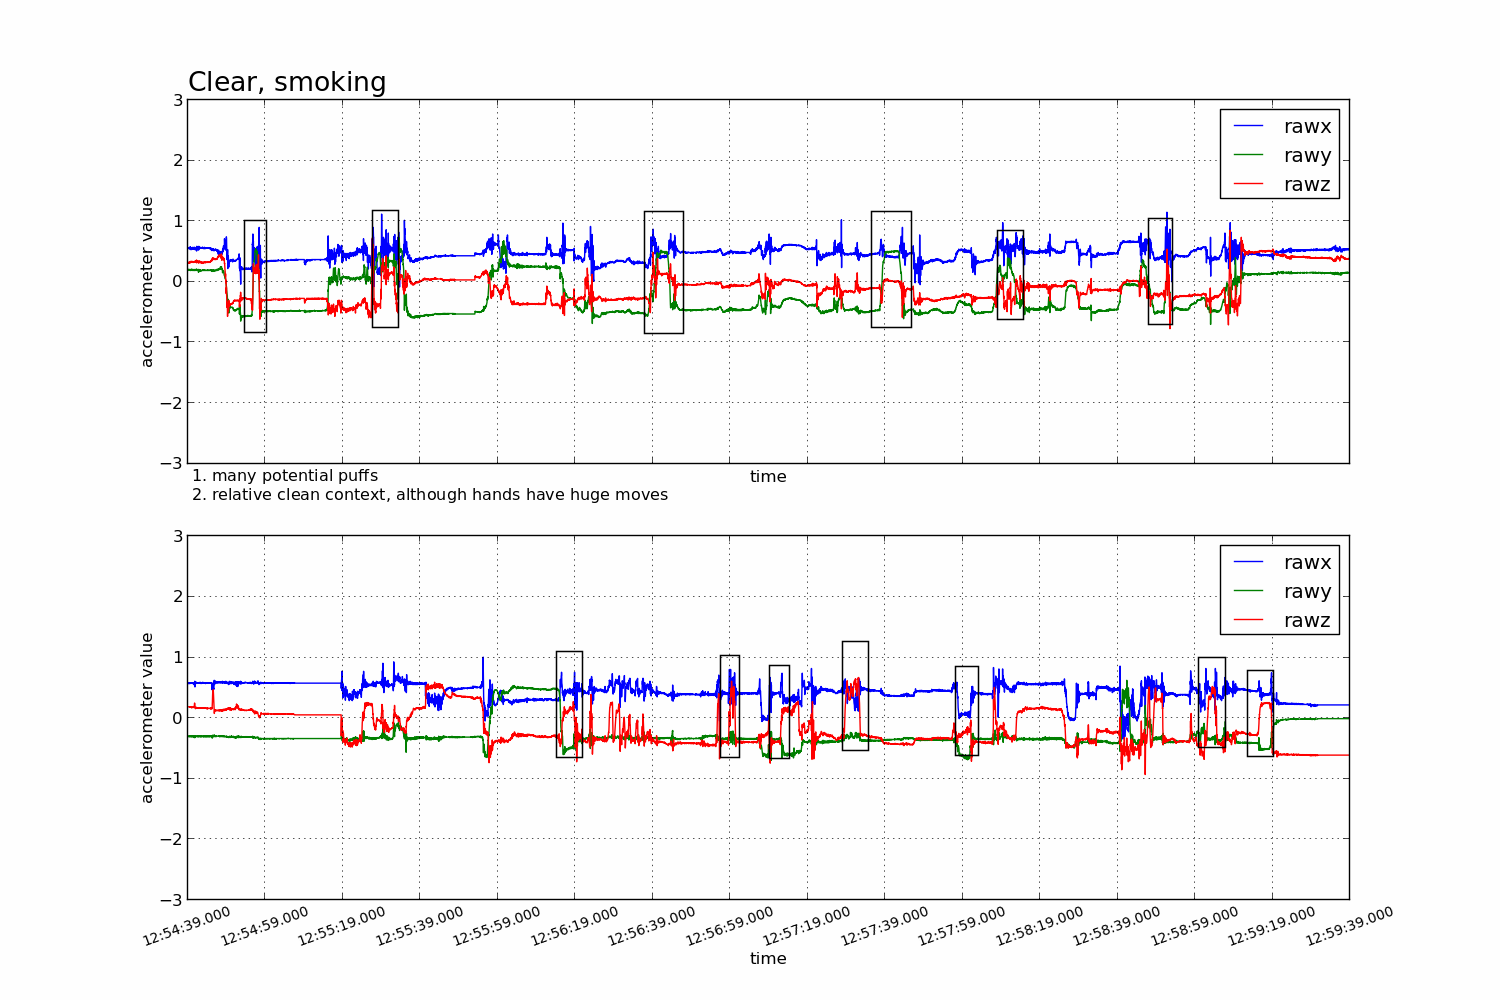 Clear, smoking
3
2
1
0
−1
−2
−3
accelerometer value
rawx
rawy
rawz
time
1. many potential puffs
2. relative clean context, although hands have huge moves
3
2
1
0
−1
−2
−3
accelerometer value
rawx
rawy
rawz
12:54:39.000
12:54:59.000
12:55:19.000
12:55:39.000
12:55:59.000
12:56:19.000
12:56:39.000
12:56:59.000
12:57:19.000
12:57:39.000
12:57:59.000
12:58:19.000
12:58:39.000
12:58:59.000
12:59:19.000
12:59:39.000
time